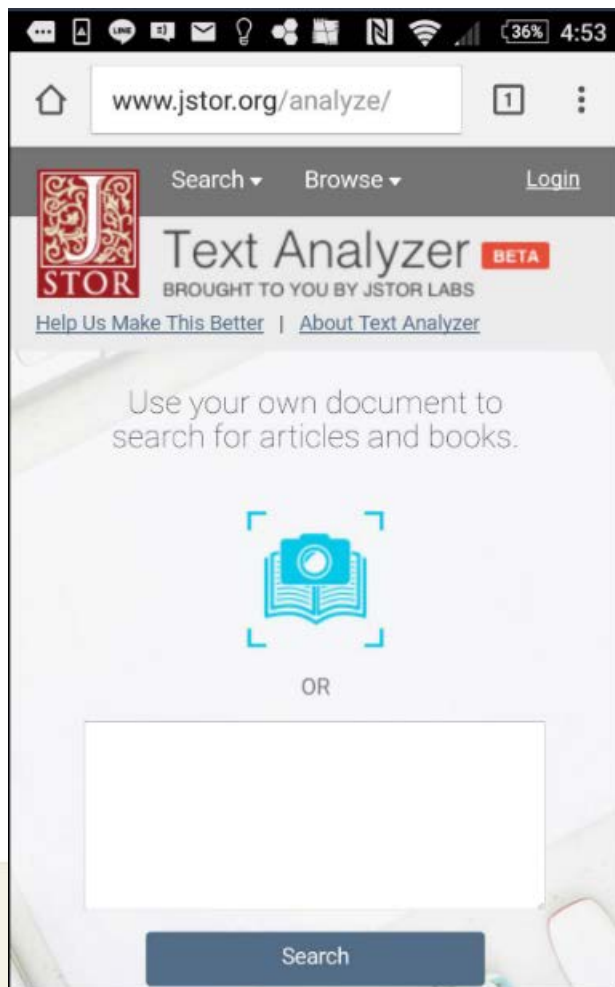 LINE 36% 4:53
www.jstor.org/analyze/ 1
Search Browse Login
J
STOR
Text Analyzer BETA
BROUGHT TO YOU BY JSTOR LABS
Help Us Make This Better | About Text Analyzer
Use your own document to
search for articles and books.
OR
Search